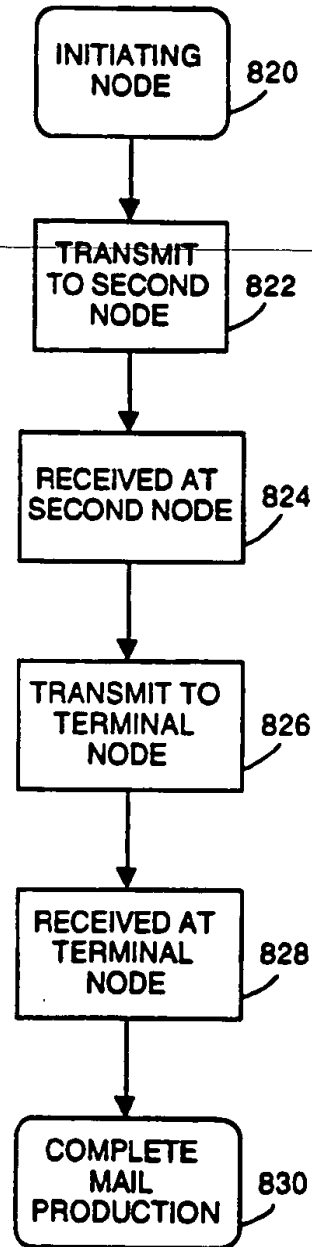 INITIATING
NODE
820
TRANSMIT
TO SECOND
NODE
822
RECEIVED AT
SECOND NODE
824
TRANSMIT TO
TERMINAL
NODE
826
RECEIVED AT
TERMINAL
NODE
828
COMPLETE
MAIL
PRODUCTION
830